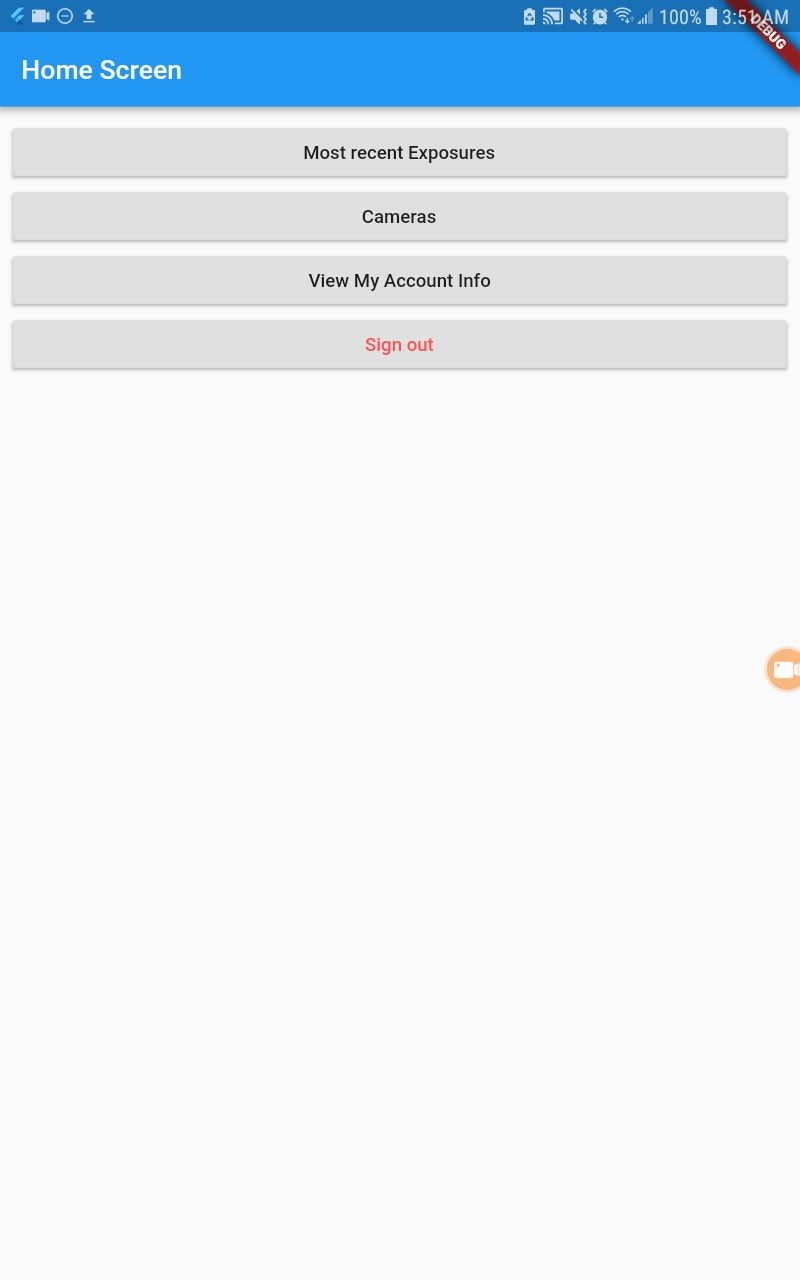 100% 3:51 AM
DEBUG
Home Screen
Most recent Exposures
Cameras
View My Account Info
Sign out